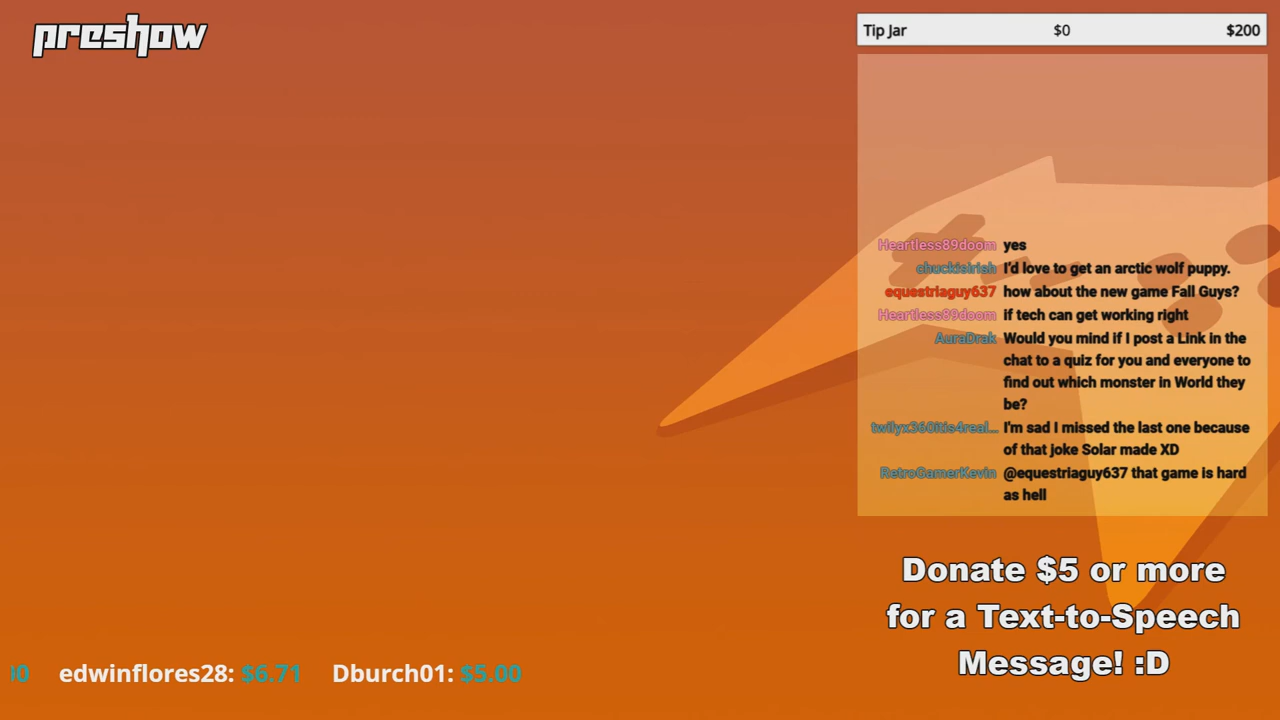 preshow
Tip Jar $0 $200
Heartless89doom yes
chuckisirish I'd love to get an arctic wolf puppy.
equestriaguy637 how about the new game Fall Guys?
Heartless89doom if tech can get working right
AuraDrak Would you mind if I post a Link in the
chat to a quiz for you and everyone to
find out which monster in World they
be?
twilyx360itis4real... I'm sad I missed the last one because
of that joke Solar made XD
RetroGamerKevin @equestriaguy637 that game is hard
as hell
Donate $5 or more
for a Text-to-Speech
Message! :D
edwinflores28: $6.71 Dburch01: $5.00